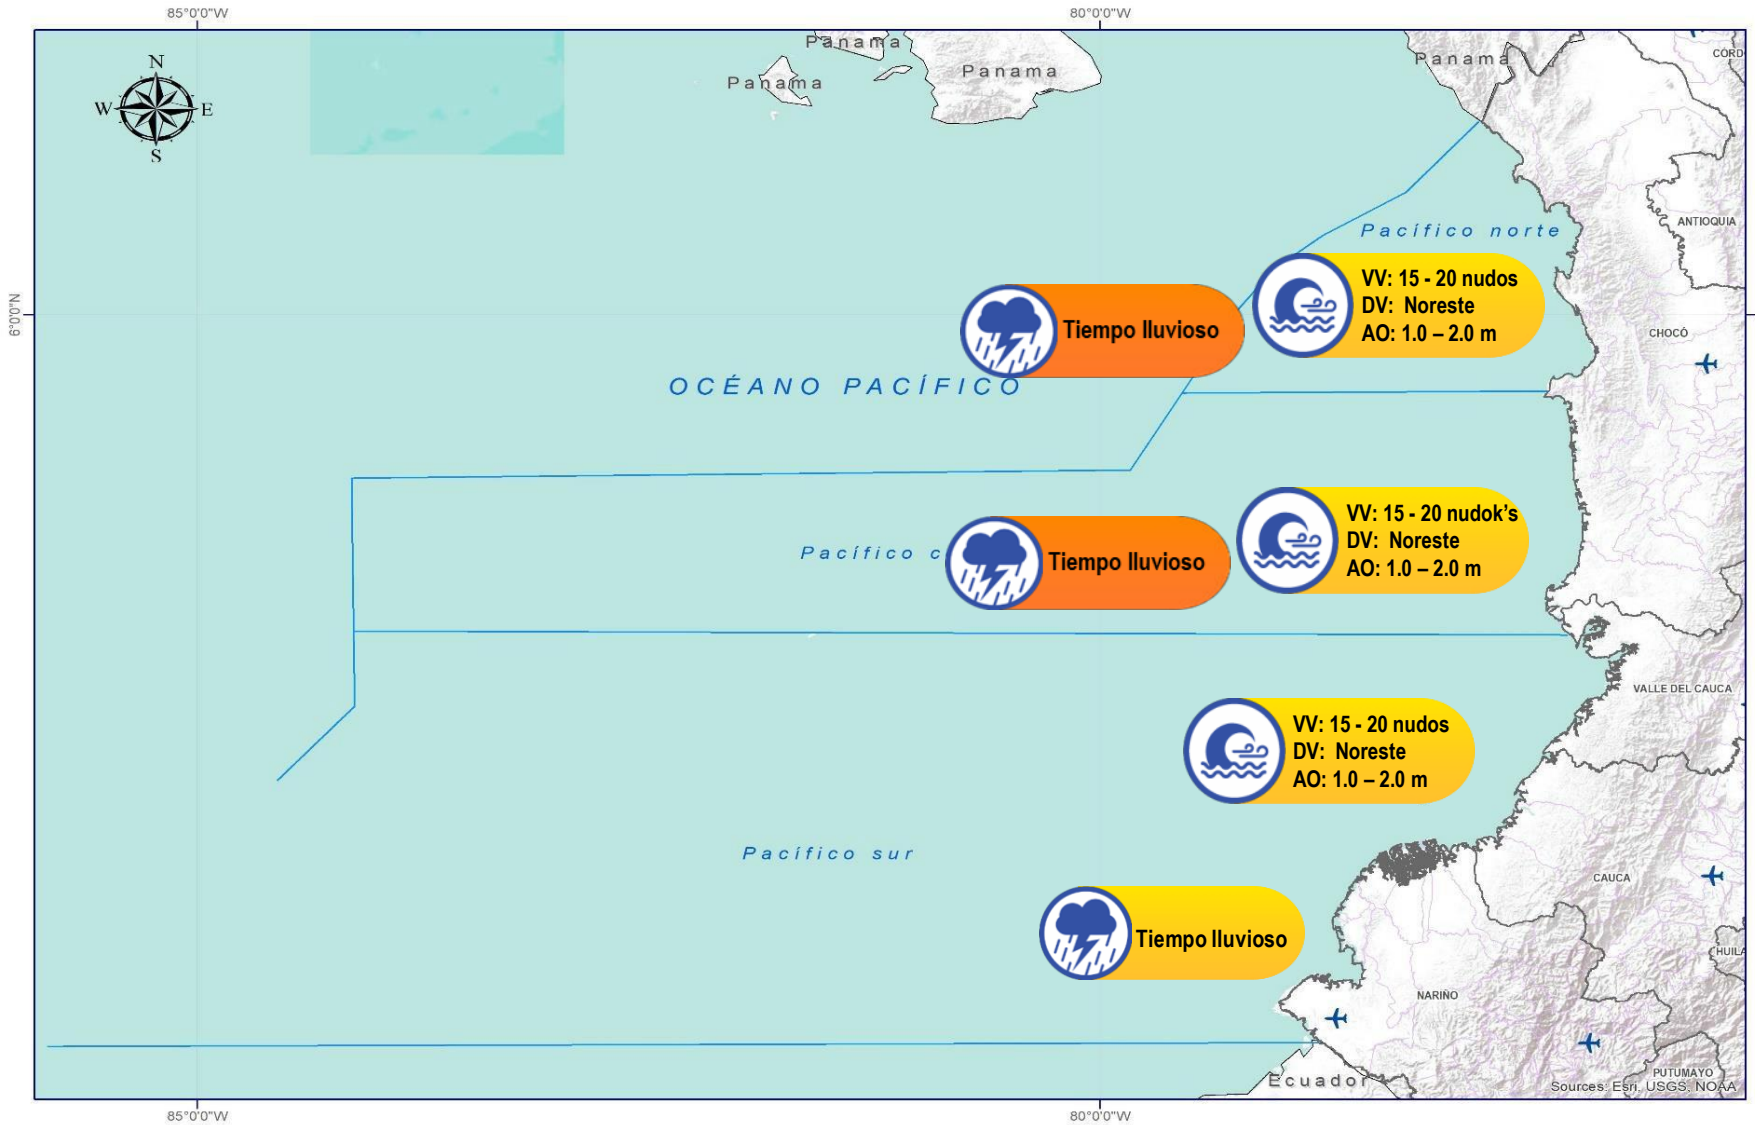 85°0'0"W
80°0'0"W
N
W
E
S
Panama
Panama
Panama
Panama
CÓRD
Pacífico norte
ANTIOQUIA
VV: 15 - 20 nudos
DV: Noreste
AO: 1.0 – 2.0 m
6°0'0"N
Tiempo lluvioso
CHOCÓ
OCÉANO PACÍFICO
VV: 15 - 20 nudok's
DV: Noreste
AO: 1.0 – 2.0 m
Pacífico c
Tiempo lluvioso
VALLE DEL CAUCA
VV: 15 - 20 nudos
DV: Noreste
AO: 1.0 – 2.0 m
Pacífico sur
CAUCA
Tiempo lluvioso
HUILA
NARIÑO
PUTUMAYO
Ecuador
Sources: Esri, USGS, NOAA
85°0'0"W
80°0'0"W